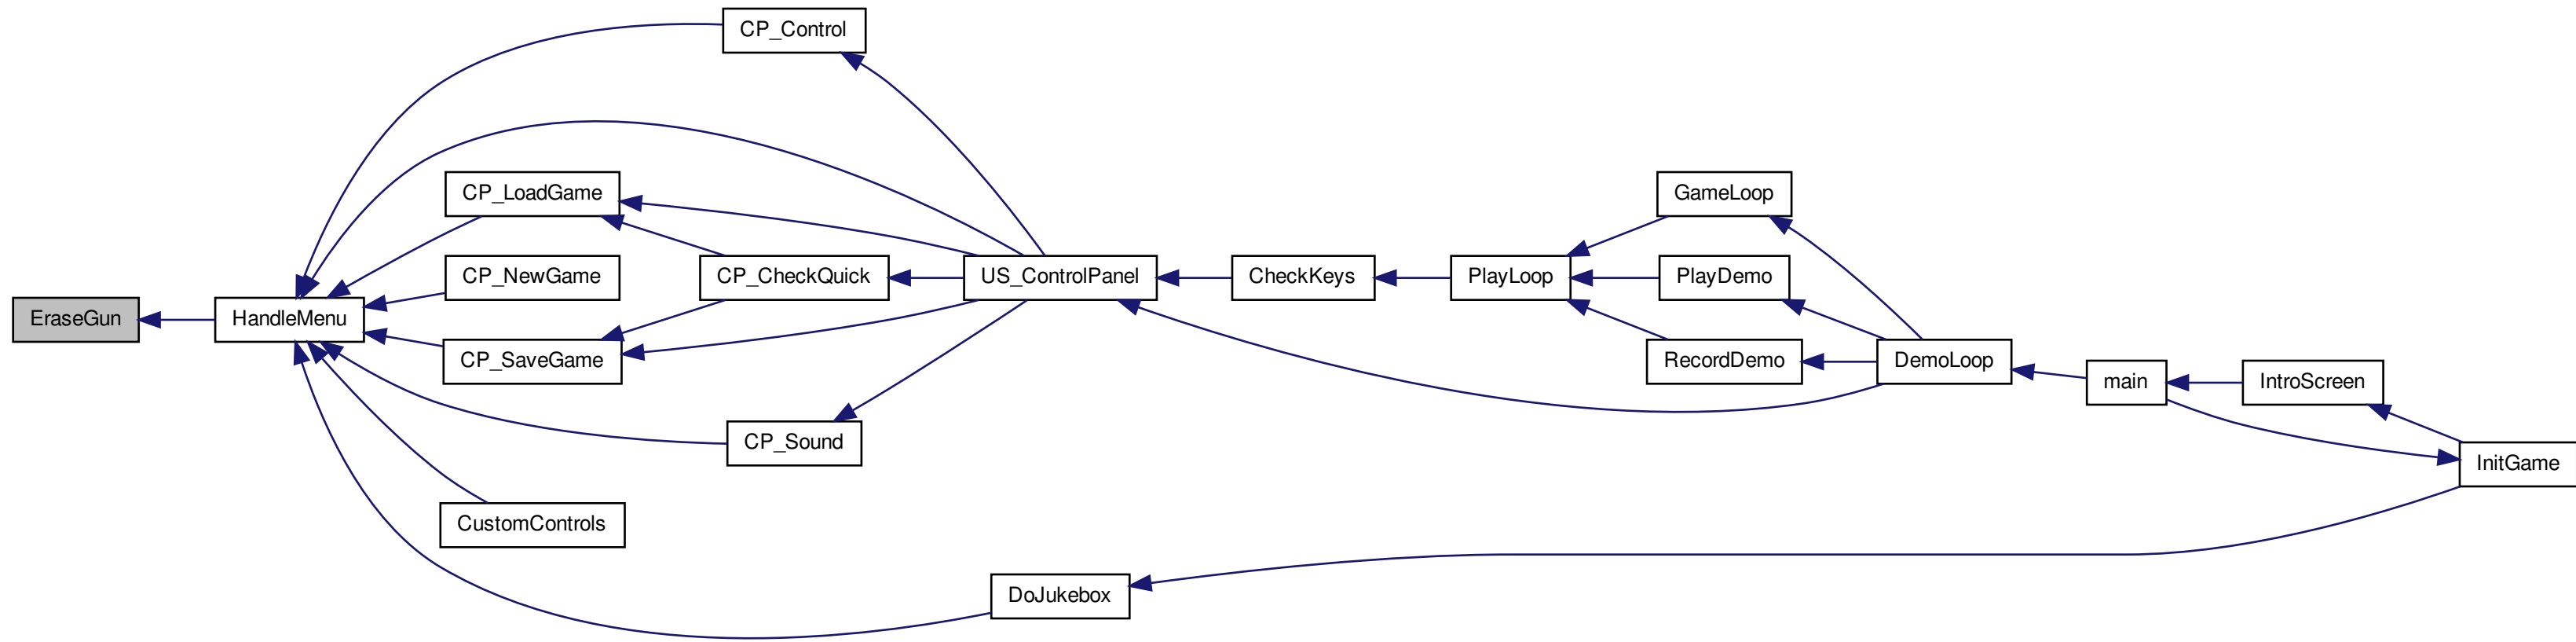 CP_Control
CP_LoadGame
GameLoop
CP_NewGame
CP_CheckQuick
US_ControlPanel
CheckKeys
PlayLoop
PlayDemo
EraseGun
HandleMenu
CP_SaveGame
RecordDemo
DemoLoop
main
IntroScreen
CP_Sound
InitGame
CustomControls
DoJukebox